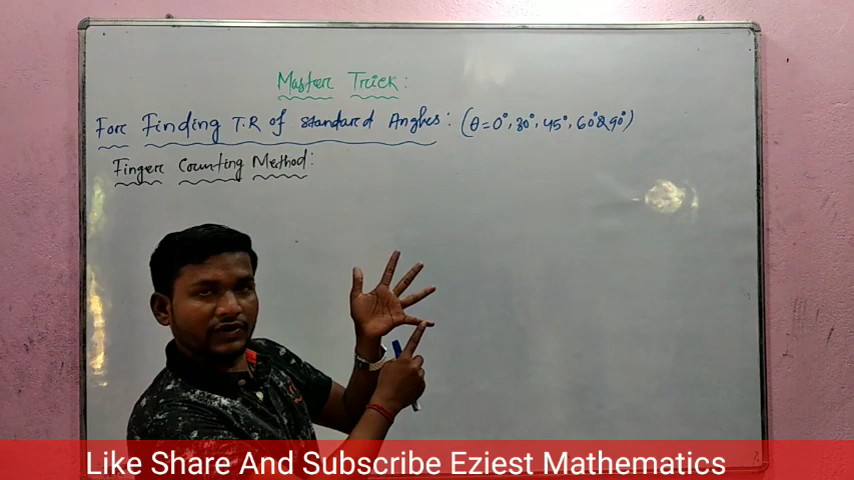 Master Trick:
For Finding T.R of Standard Angles: (θ=0°, 30°, 45°, 60°&90°)
Finger Counting Method:
Like Share And Subscribe Eziest Mathematics